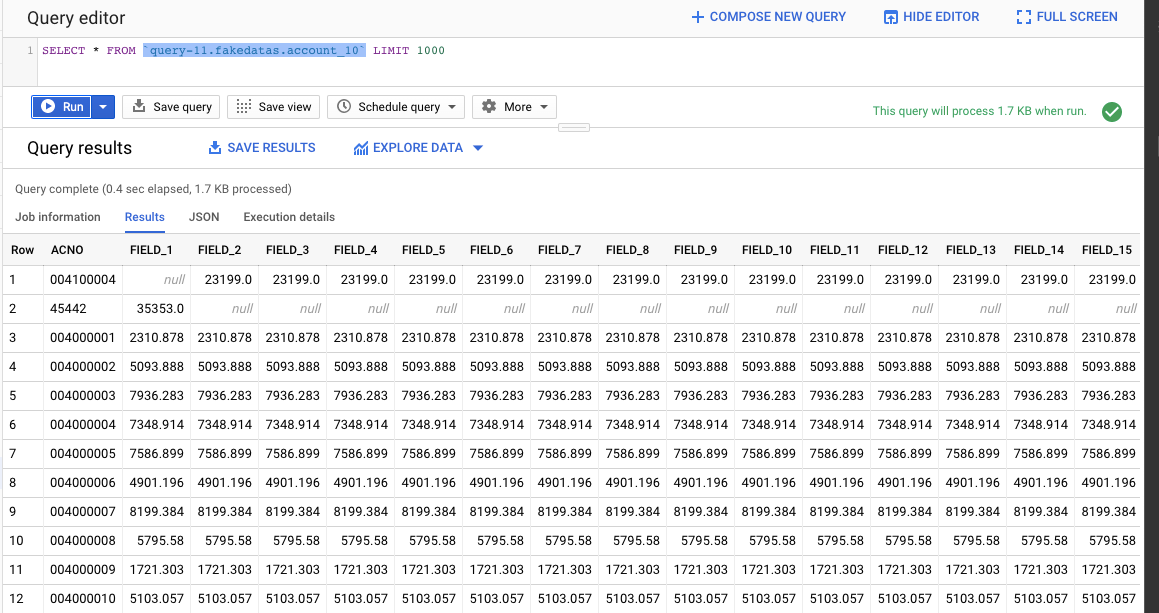 Query editor
COMPOSE NEW QUERY HIDE EDITOR FULL SCREEN
1 SELECT * FROM `query-11.fakedatas.account_10` LIMIT 1000
Run Save query Save view Schedule query More
This query will process 1.7 KB when run.
Query results SAVE RESULTS EXPLORE DATA
Query complete (0.4 sec elapsed, 1.7 KB processed)
Job information Results JSON Execution details
Row ACNO FIELD_1 FIELD_2 FIELD_3 FIELD_4 FIELD_5 FIELD_6 FIELD_7 FIELD_8 FIELD_9 FIELD_10 FIELD_11 FIELD_12 FIELD_13 FIELD_14 FIELD_15
1 004100004 null 23199.0 23199.0 23199.0 23199.0 23199.0 23199.0 23199.0 23199.0 23199.0 23199.0 23199.0 23199.0 23199.0 23199.0
2 45442 35353.0 null null null null null null null null null null null null null null
3 004000001 2310.878 2310.878 2310.878 2310.878 2310.878 2310.878 2310.878 2310.878 2310.878 2310.878 2310.878 2310.878 2310.878 2310.878 2310.878
4 004000002 5093.888 5093.888 5093.888 5093.888 5093.888 5093.888 5093.888 5093.888 5093.888 5093.888 5093.888 5093.888 5093.888 5093.888 5093.888
5 004000003 7936.283 7936.283 7936.283 7936.283 7936.283 7936.283 7936.283 7936.283 7936.283 7936.283 7936.283 7936.283 7936.283 7936.283 7936.283
6 004000004 7348.914 7348.914 7348.914 7348.914 7348.914 7348.914 7348.914 7348.914 7348.914 7348.914 7348.914 7348.914 7348.914 7348.914 7348.914
7 004000005 7586.899 7586.899 7586.899 7586.899 7586.899 7586.899 7586.899 7586.899 7586.899 7586.899 7586.899 7586.899 7586.899 7586.899 7586.899
8 004000006 4901.196 4901.196 4901.196 4901.196 4901.196 4901.196 4901.196 4901.196 4901.196 4901.196 4901.196 4901.196 4901.196 4901.196 4901.196
9 004000007 8199.384 8199.384 8199.384 8199.384 8199.384 8199.384 8199.384 8199.384 8199.384 8199.384 8199.384 8199.384 8199.384 8199.384 8199.384
10 004000008 5795.58 5795.58 5795.58 5795.58 5795.58 5795.58 5795.58 5795.58 5795.58 5795.58 5795.58 5795.58 5795.58 5795.58 5795.58
11 004000009 1721.303 1721.303 1721.303 1721.303 1721.303 1721.303 1721.303 1721.303 1721.303 1721.303 1721.303 1721.303 1721.303 1721.303 1721.303
12 004000010 5103.057 5103.057 5103.057 5103.057 5103.057 5103.057 5103.057 5103.057 5103.057 5103.057 5103.057 5103.057 5103.057 5103.057 5103.057